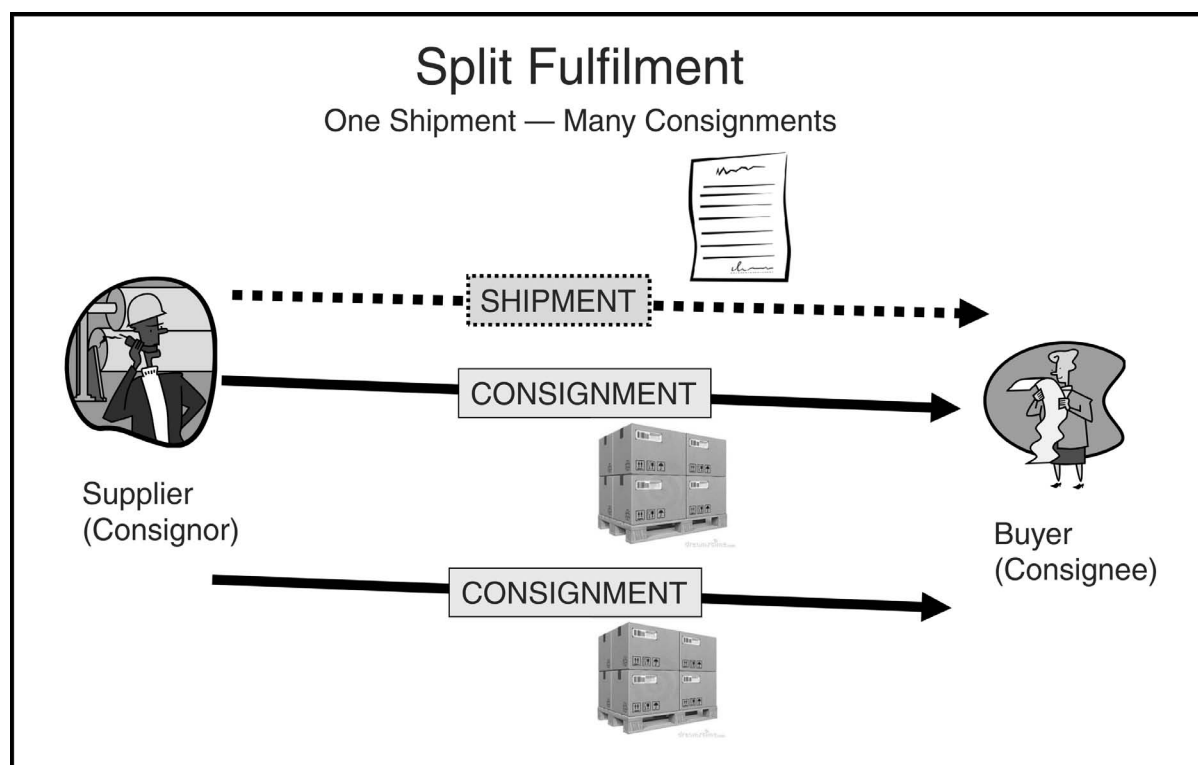 Split Fulfilment
One Shipment — Many Consignments
SHIPMENT
CONSIGNMENT
Supplier
(Consignor)
Buyer
(Consignee)
CONSIGNMENT